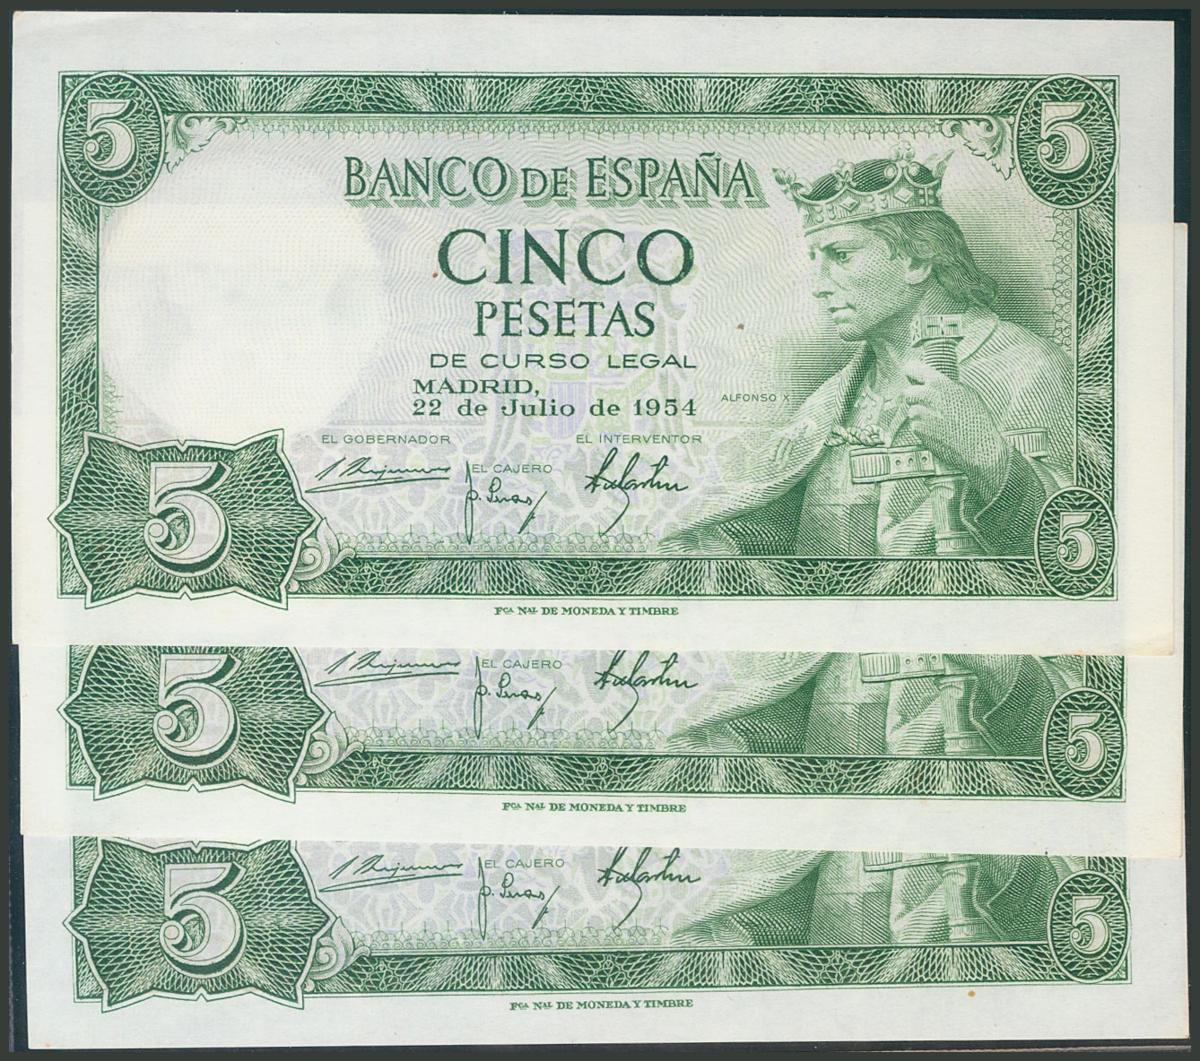 5 5
BANCO DE ESPAÑA
CINCO
PESETAS
DE CURSO LEGAL
MADRID,
22 de Julio de 1954
ALFONSO X
EL GOBERNADOR EL INTERVENTOR
EL CAJERO
5 5
FCA NAL DE MONEDA Y TIMBRE
EL CAJERO
5 5
FCA NAL DE MONEDA Y TIMBRE
EL CAJERO
5 5
FCA NAL DE MONEDA Y TIMBRE